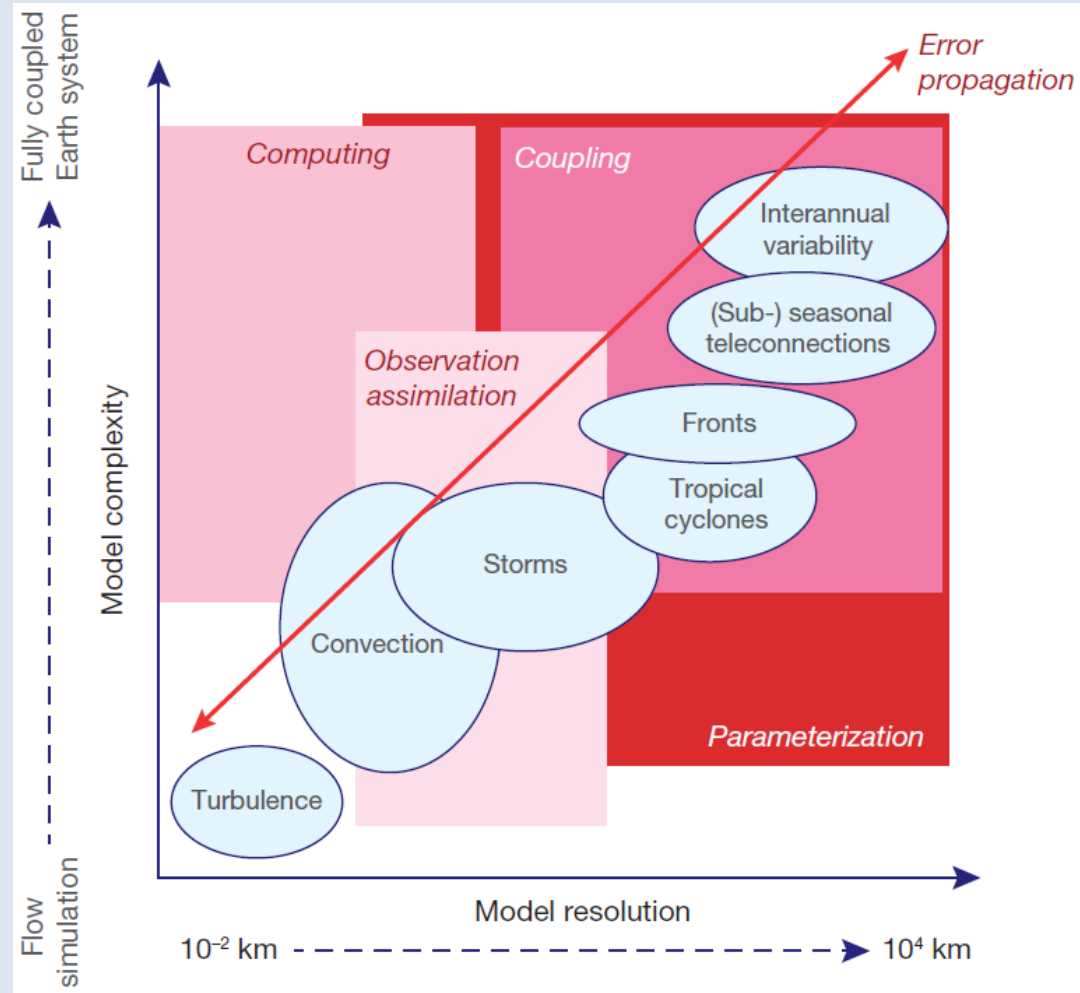 Fully coupled
Earth system
Error
propagation
Computing
Coupling
Interannual
variability
(Sub-) seasonal
teleconnections
Observation
assimilation
Fronts
Tropical
cyclones
Model complexity
Storms
Convection
Parameterization
Turbulence
Flow
simulation
Model resolution
10⁻² km
10⁴ km